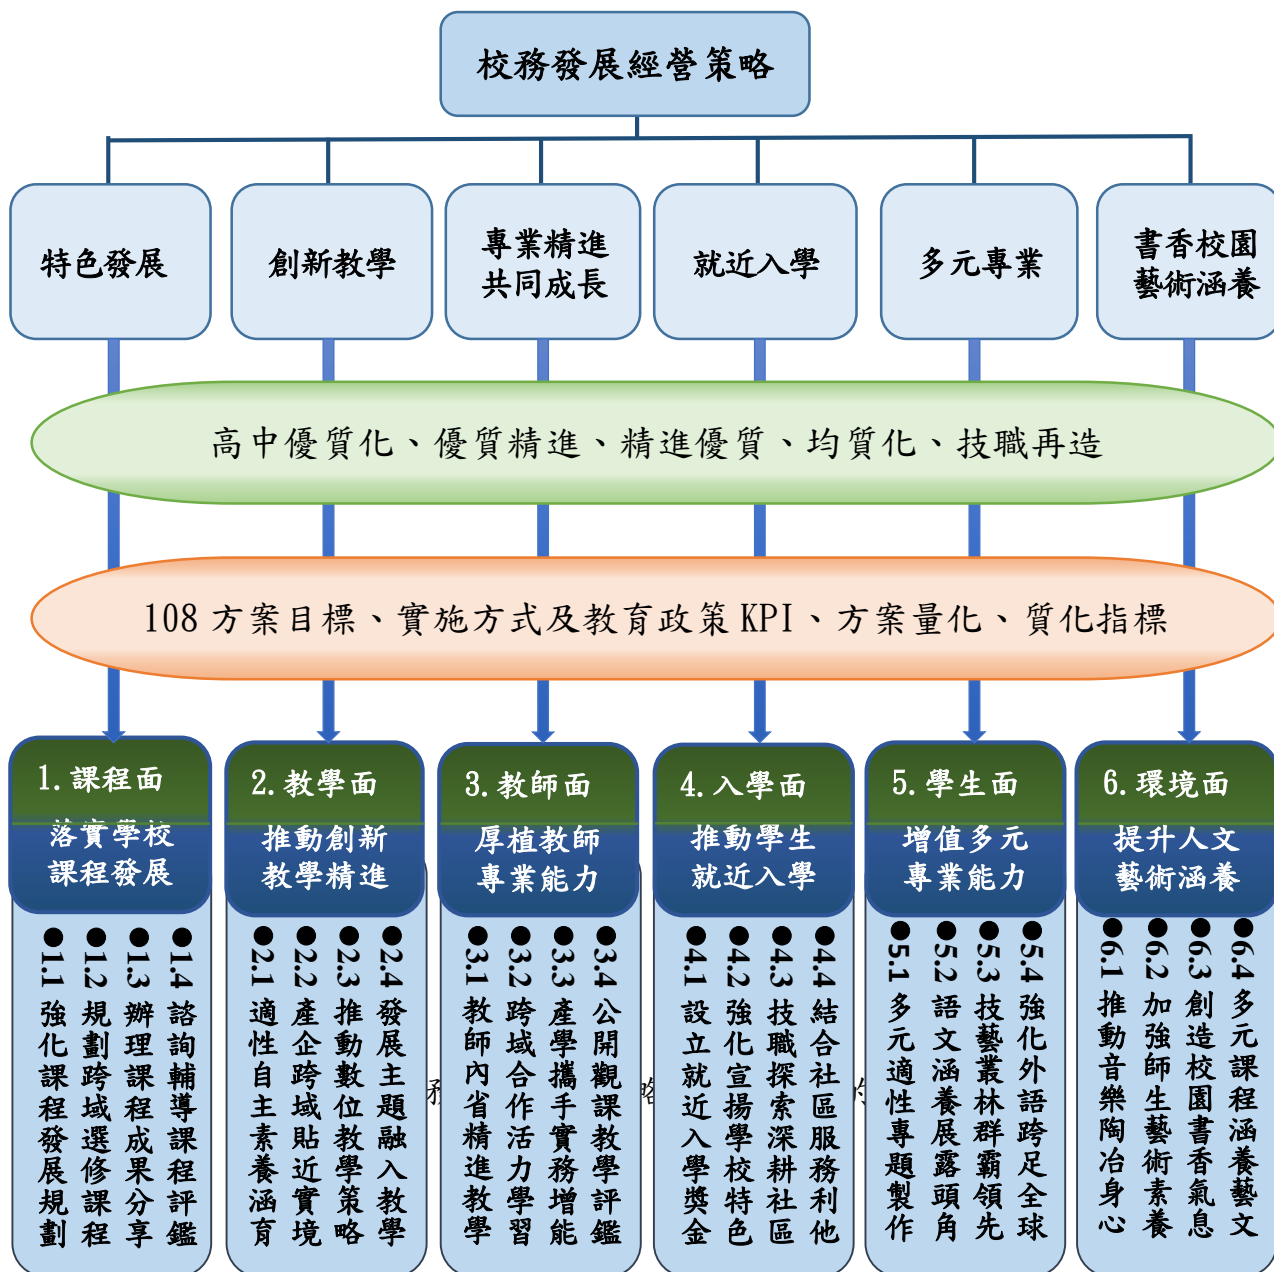 校務發展經營策略
特色發展
創新教學
專業精進
共同成長
就近入學
多元專業
書香校園
藝術涵養
高中優質化、優質精進、精進優質、均質化、技職再造
108 方案目標、實施方式及教育政策 KPI、方案量化、質化指標
1.課程面
落實學校
課程發展
●1.1 強化課程發展規劃
●1.2 規劃跨域選修課程
●1.3 辦理課程成果分享
●1.4 諮詢輔導課程評鑑
2.教學面
推動創新
教學精進
●2.1 適性自主素養涵育
●2.2 產企跨域貼近實境
●2.3 推動數位教學策略
●2.4 發展主題融入教學
3.教師面
厚植教師
專業能力
●3.1 教師內省精進教學
●3.2 跨域合作活力學習
●3.3 產學攜手實務增能
●3.4 公開觀課教學評鑑
4.入學面
推動學生
就近入學
●4.1 設立就近入學獎金
●4.2 強化宣揚學校特色
●4.3 技職探索深耕社區
●4.4 結合社區服務利他
5.學生面
增值多元
專業能力
●5.1 多元適性專題製作
●5.2 語文涵養展露頭角
●5.3 技藝叢林群霸領先
●5.4 強化外語跨足全球
6.環境面
提升人文
藝術涵養
●6.1 推動音樂陶冶身心
●6.2 加強師生藝術素養
●6.3 創造校園書香氣息
●6.4 多元課程涵養藝文